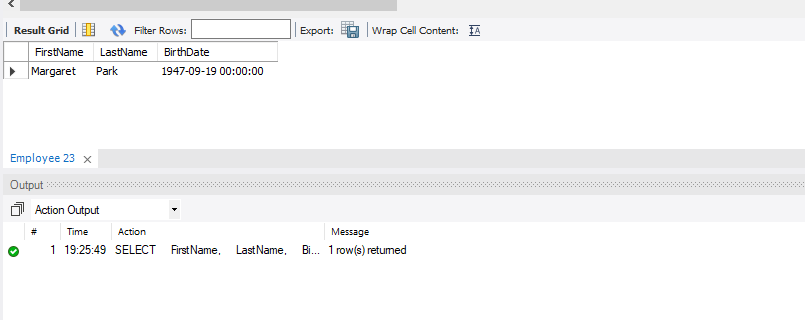 Result Grid Filter Rows: Export: Wrap Cell Content: IA
FirstName LastName BirthDate
Margaret Park 1947-09-19 00:00:00
Employee 23
Output
Action Output
# Time Action Message
1 19:25:49 SELECT FirstName, LastName, Bi... 1 row(s) returned